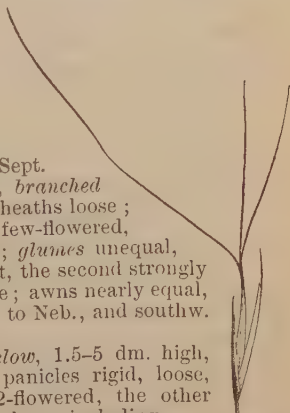 Sept.
, branched
heaths loose ;
few-flowered,
; glumes unequal,
t, the second strongly
e ; awns nearly equal,
to Neb., and southw.
low, 1.5–5 dm. high,
panicles rigid, loose,
2-flowered, the other